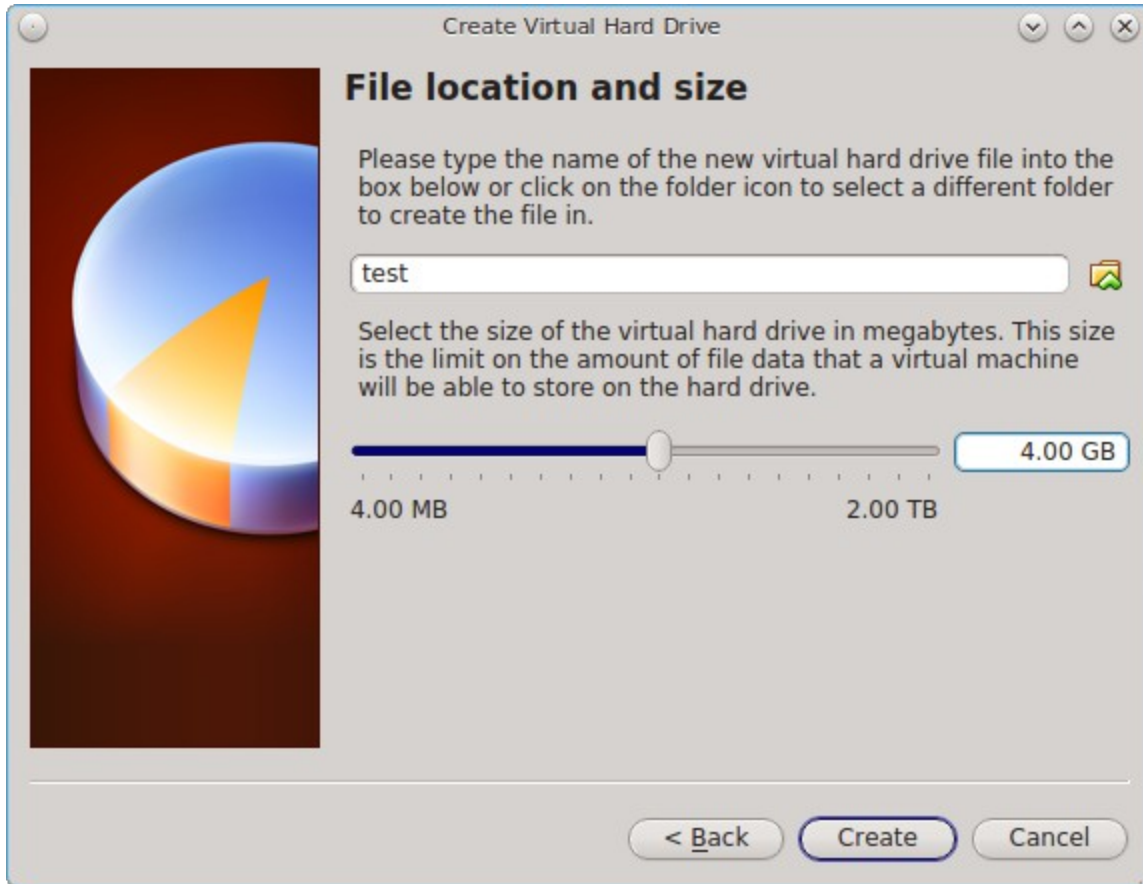 Create Virtual Hard Drive
File location and size
Please type the name of the new virtual hard drive file into the
box below or click on the folder icon to select a different folder
to create the file in.
test
Select the size of the virtual hard drive in megabytes. This size
is the limit on the amount of file data that a virtual machine
will be able to store on the hard drive.
4.00 GB
4.00 MB 2.00 TB
< Back Create Cancel